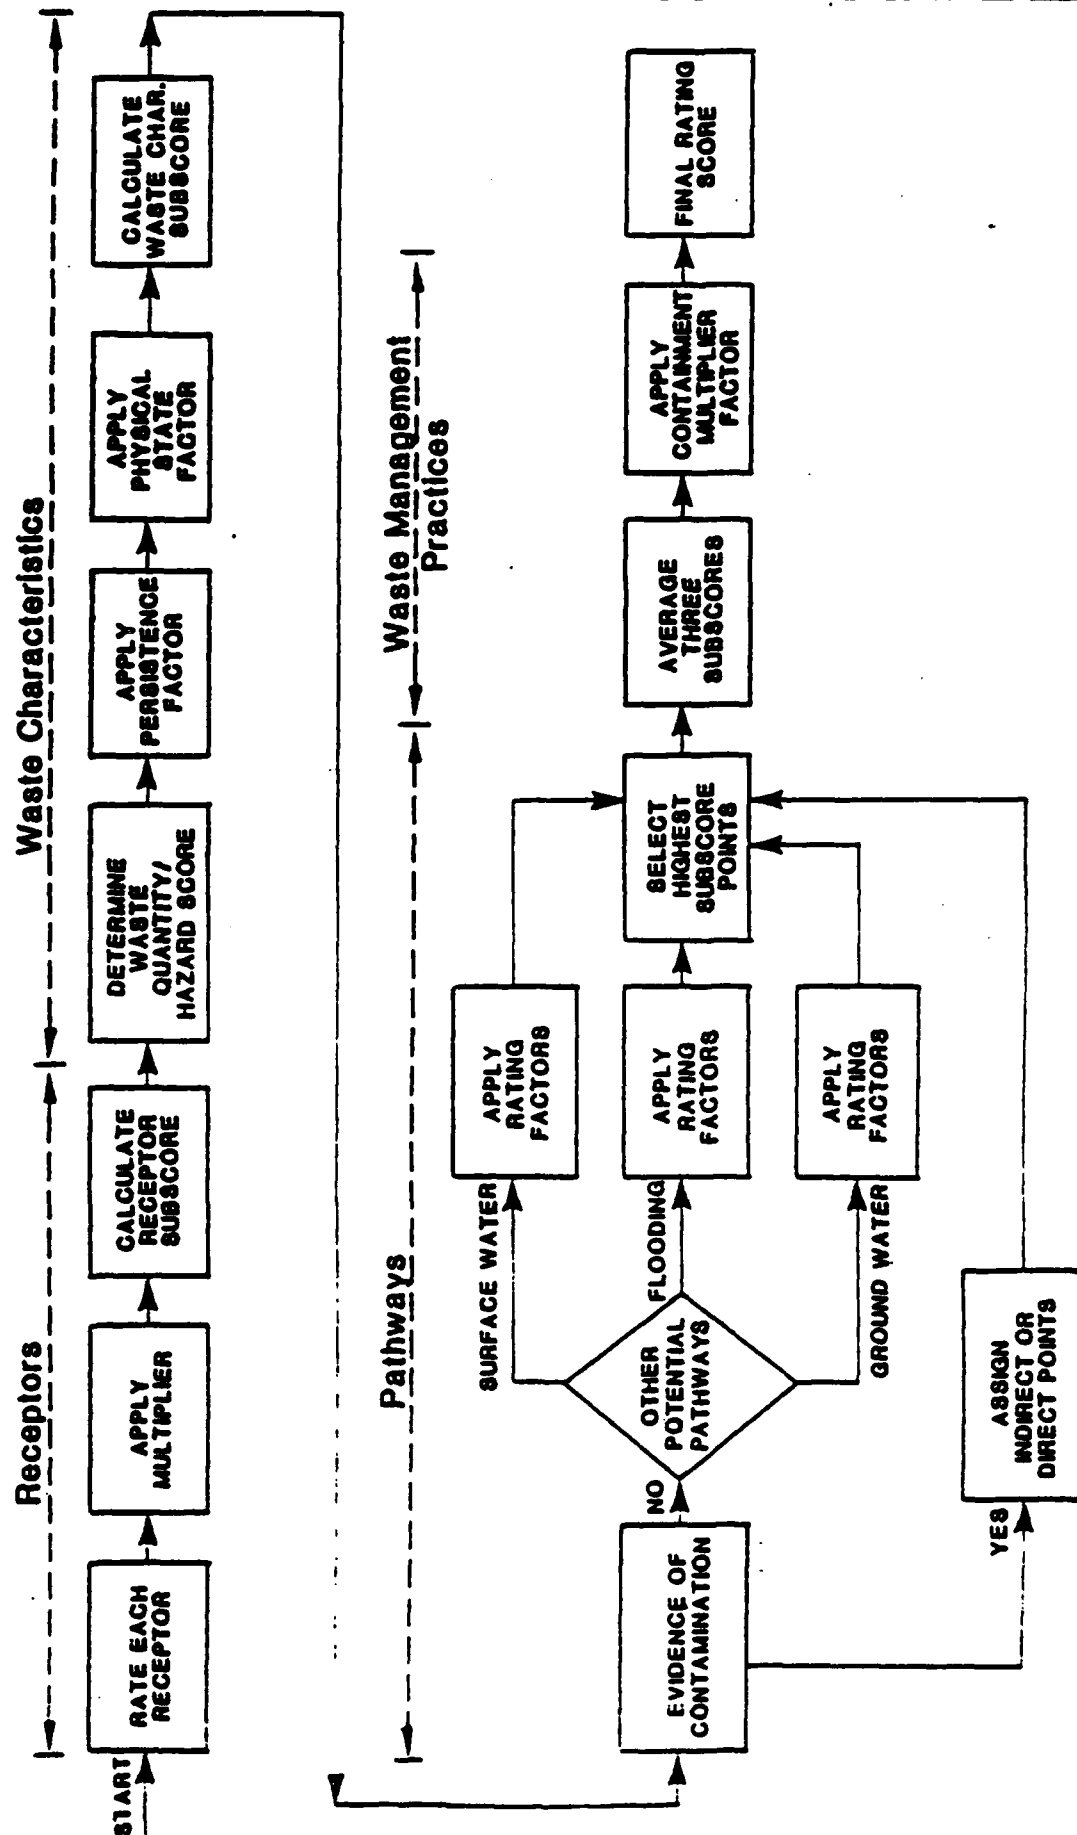 Receptors
Waste Characteristics
START
RATE EACH
RECEPTOR
APPLY
MULTIPLIER
CALCULATE
RECEPTOR
SUBSCORE
DETERMINE
WASTE
QUANTITY/
HAZARD SCORE
APPLY
PERSISTENCE
FACTOR
APPLY
PHYSICAL
STATE
FACTOR
CALCULATE
WASTE CHAR.
SUBSCORE
Pathways
Waste Management
Practices
EVIDENCE OF
CONTAMINATION
NO
YES
OTHER
POTENTIAL
PATHWAYS
SURFACE WATER
FLOODING
GROUND WATER
ASSIGN
INDIRECT OR
DIRECT POINTS
APPLY
RATING
FACTORS
APPLY
RATING
FACTORS
APPLY
RATING
FACTORS
SELECT
HIGHEST
SUBSCORE
POINTS
AVERAGE
THREE
SUBSCORES
APPLY
CONTAINMENT
MULTIPLIER
FACTOR
FINAL RATING
SCORE